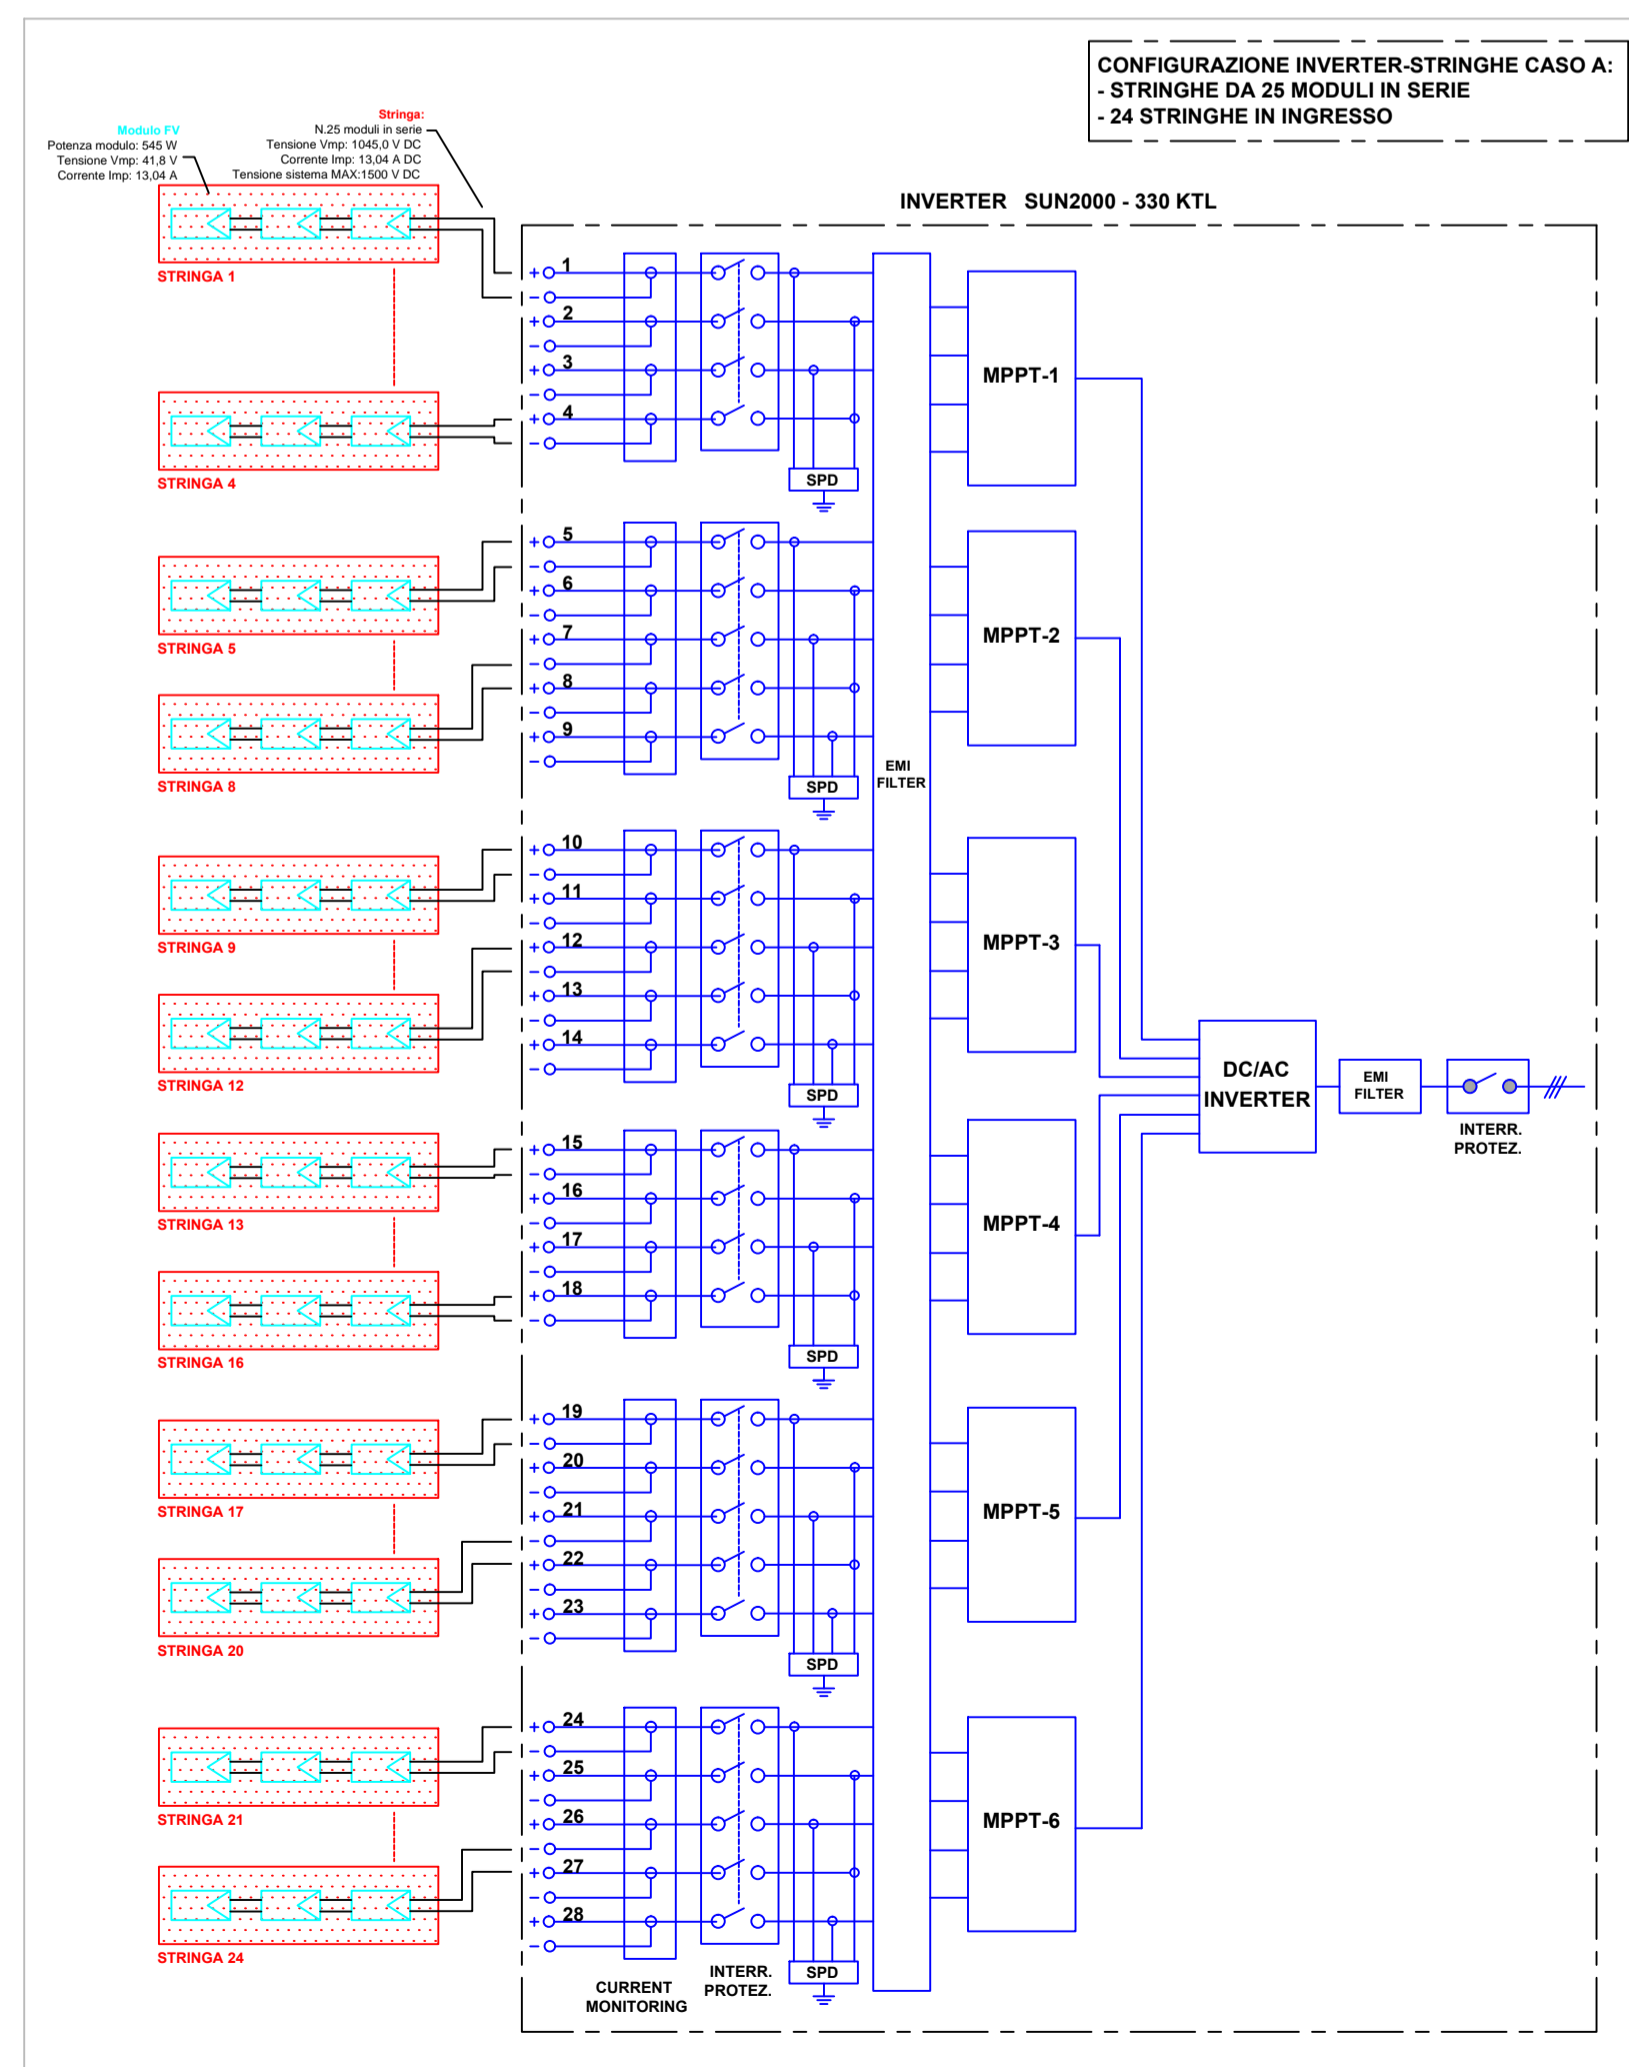 CONFIGURAZIONE INVERTER-STRINGHE CASO A:
- STRINGHE DA 25 MODULI IN SERIE
- 24 STRINGHE IN INGRESSO
Modulo FV
Potenza modulo: 545 W
Tensione Vmp: 41,8 V
Corrente Imp: 13,04 A
Stringa:
N.25 moduli in serie
Tensione Vmp: 1045,0 V DC
Corrente Imp: 13,04 A DC
Tensione sistema MAX:1500 V DC
INVERTER SUN2000 - 330 KTL
STRINGA 1
STRINGA 4
+ 1
-
+ 2
-
+ 3
-
+ 4
-
SPD
MPPT-1
STRINGA 5
STRINGA 8
+ 5
-
+ 6
-
+ 7
-
+ 8
-
+ 9
-
SPD
EMI
FILTER
MPPT-2
STRINGA 9
STRINGA 12
+ 10
-
+ 11
-
+ 12
-
+ 13
-
+ 14
-
SPD
MPPT-3
DC/AC
INVERTER
EMI
FILTER
INTERR.
PROTEZ.
STRINGA 13
STRINGA 16
+ 15
-
+ 16
-
+ 17
-
+ 18
-
SPD
MPPT-4
STRINGA 17
STRINGA 20
+ 19
-
+ 20
-
+ 21
-
+ 22
-
+ 23
-
SPD
MPPT-5
STRINGA 21
STRINGA 24
+ 24
-
+ 25
-
+ 26
-
+ 27
-
+ 28
-
SPD
MPPT-6
CURRENT
MONITORING
INTERR.
PROTEZ.